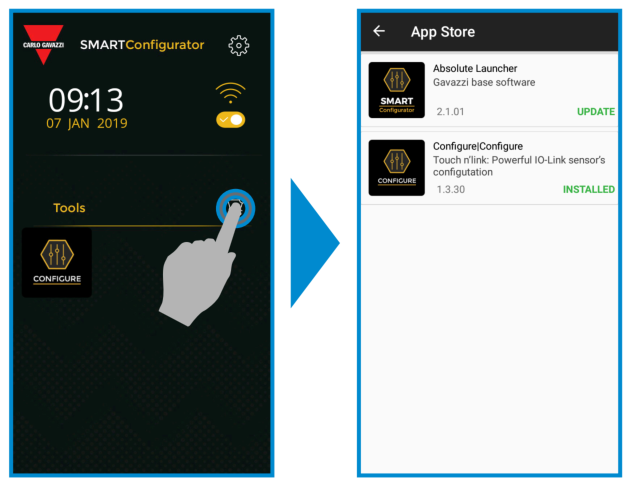 CARLO GAVAZZI
SMARTConfigurator
09:13
07 JAN 2019
Tools
CONFIGURE
App Store
Absolute Launcher
Gavazzi base software
SMART
Configurator
2.1.01
UPDATE
Configure|Configure
Touch n'link: Powerful IO-Link sensor's
configutation
CONFIGURE
1.3.30
INSTALLED